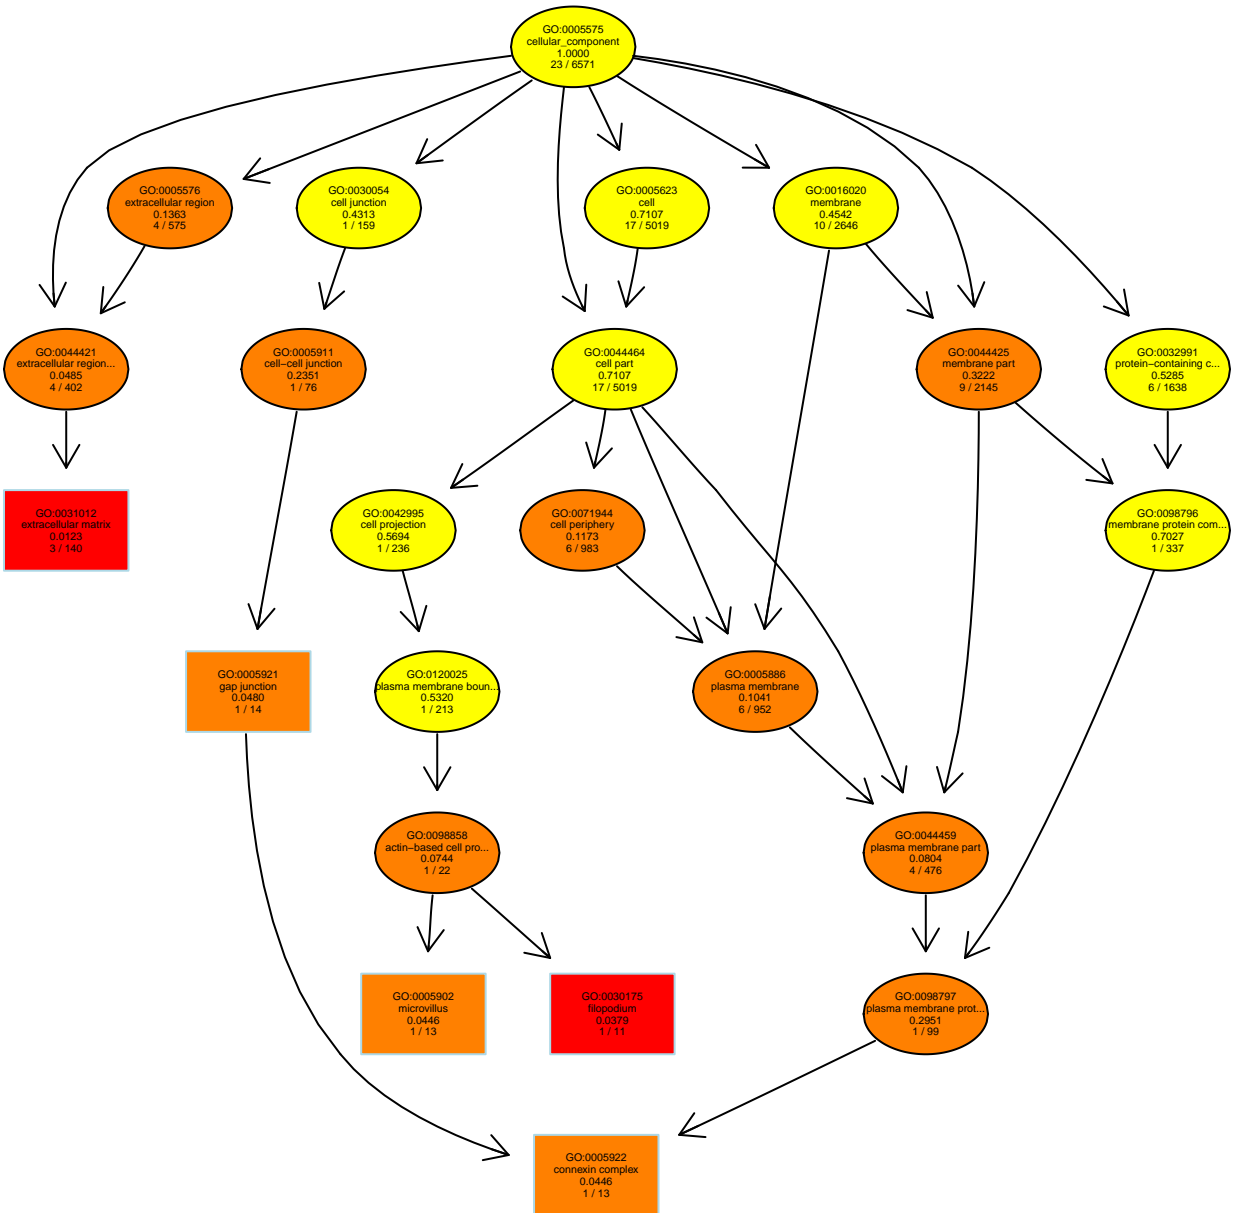 GO:0005575
cellular_component
1.0000
23 / 6571
GO:0005576
extracellular region
0.1363
4 / 575
GO:0030054
cell junction
0.4313
1 / 159
GO:0005623
cell
0.7107
17 / 5019
GO:0016020
membrane
0.4542
10 / 2646
GO:0044421
extracellular region...
0.0485
4 / 402
GO:0005911
cell−cell junction
0.2351
1 / 76
GO:0044464
cell part
0.7107
17 / 5019
GO:0044425
membrane part
0.3222
9 / 2145
GO:0032991
protein−containing c...
0.5285
6 / 1638
GO:0031012
extracellular matrix
0.0123
3 / 140
GO:0042995
cell projection
0.5694
1 / 236
GO:0071944
cell periphery
0.1173
6 / 983
GO:0098796
membrane protein com...
0.7027
1 / 337
GO:0005921
gap junction
0.0480
1 / 14
GO:0120025
plasma membrane boun...
0.5320
1 / 213
GO:0005886
plasma membrane
0.1041
6 / 952
GO:0098858
actin−based cell pro...
0.0744
1 / 22
GO:0044459
plasma membrane part
0.0804
4 / 476
GO:0005902
microvillus
0.0446
1 / 13
GO:0030175
filopodium
0.0379
1 / 11
GO:0098797
plasma membrane prot...
0.2951
1 / 99
GO:0005922
connexin complex
0.0446
1 / 13